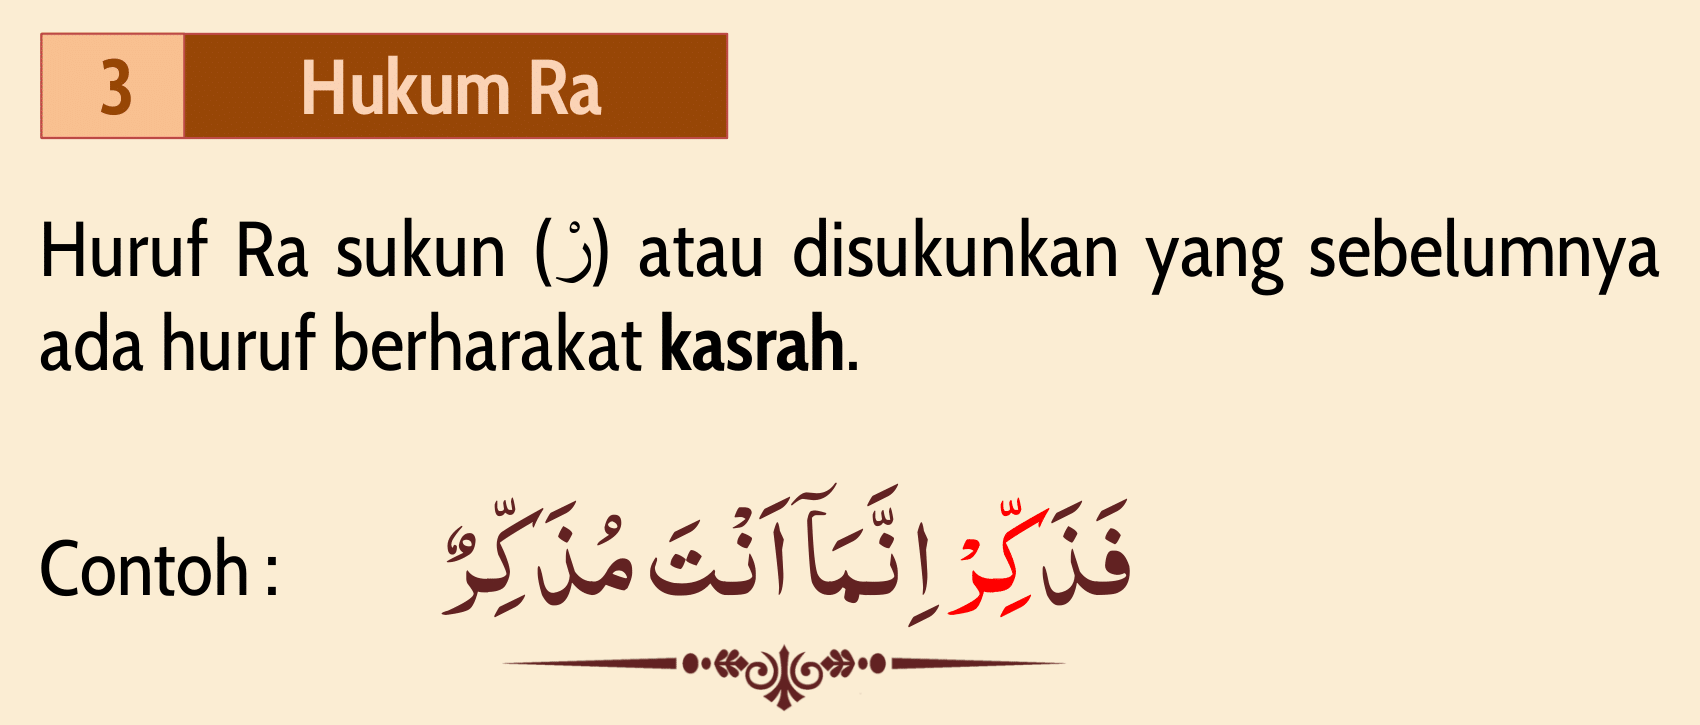 3 Hukum Ra
Huruf Ra sukun (رْ) atau disukunkan yang sebelumnya
ada huruf berharakat kasrah.
Contoh : فَذَكِّرْ اِنَّمَآ اَنْتَ مُذَكِّرٌ